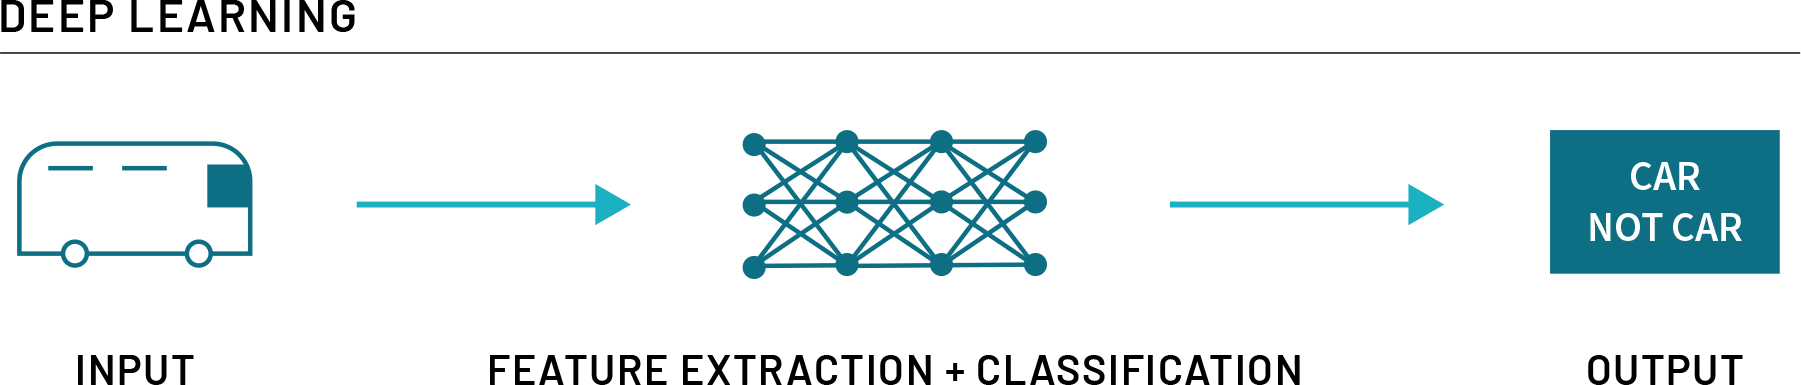 DEEP LEARNING
CAR
NOT CAR
INPUT
FEATURE EXTRACTION + CLASSIFICATION
OUTPUT